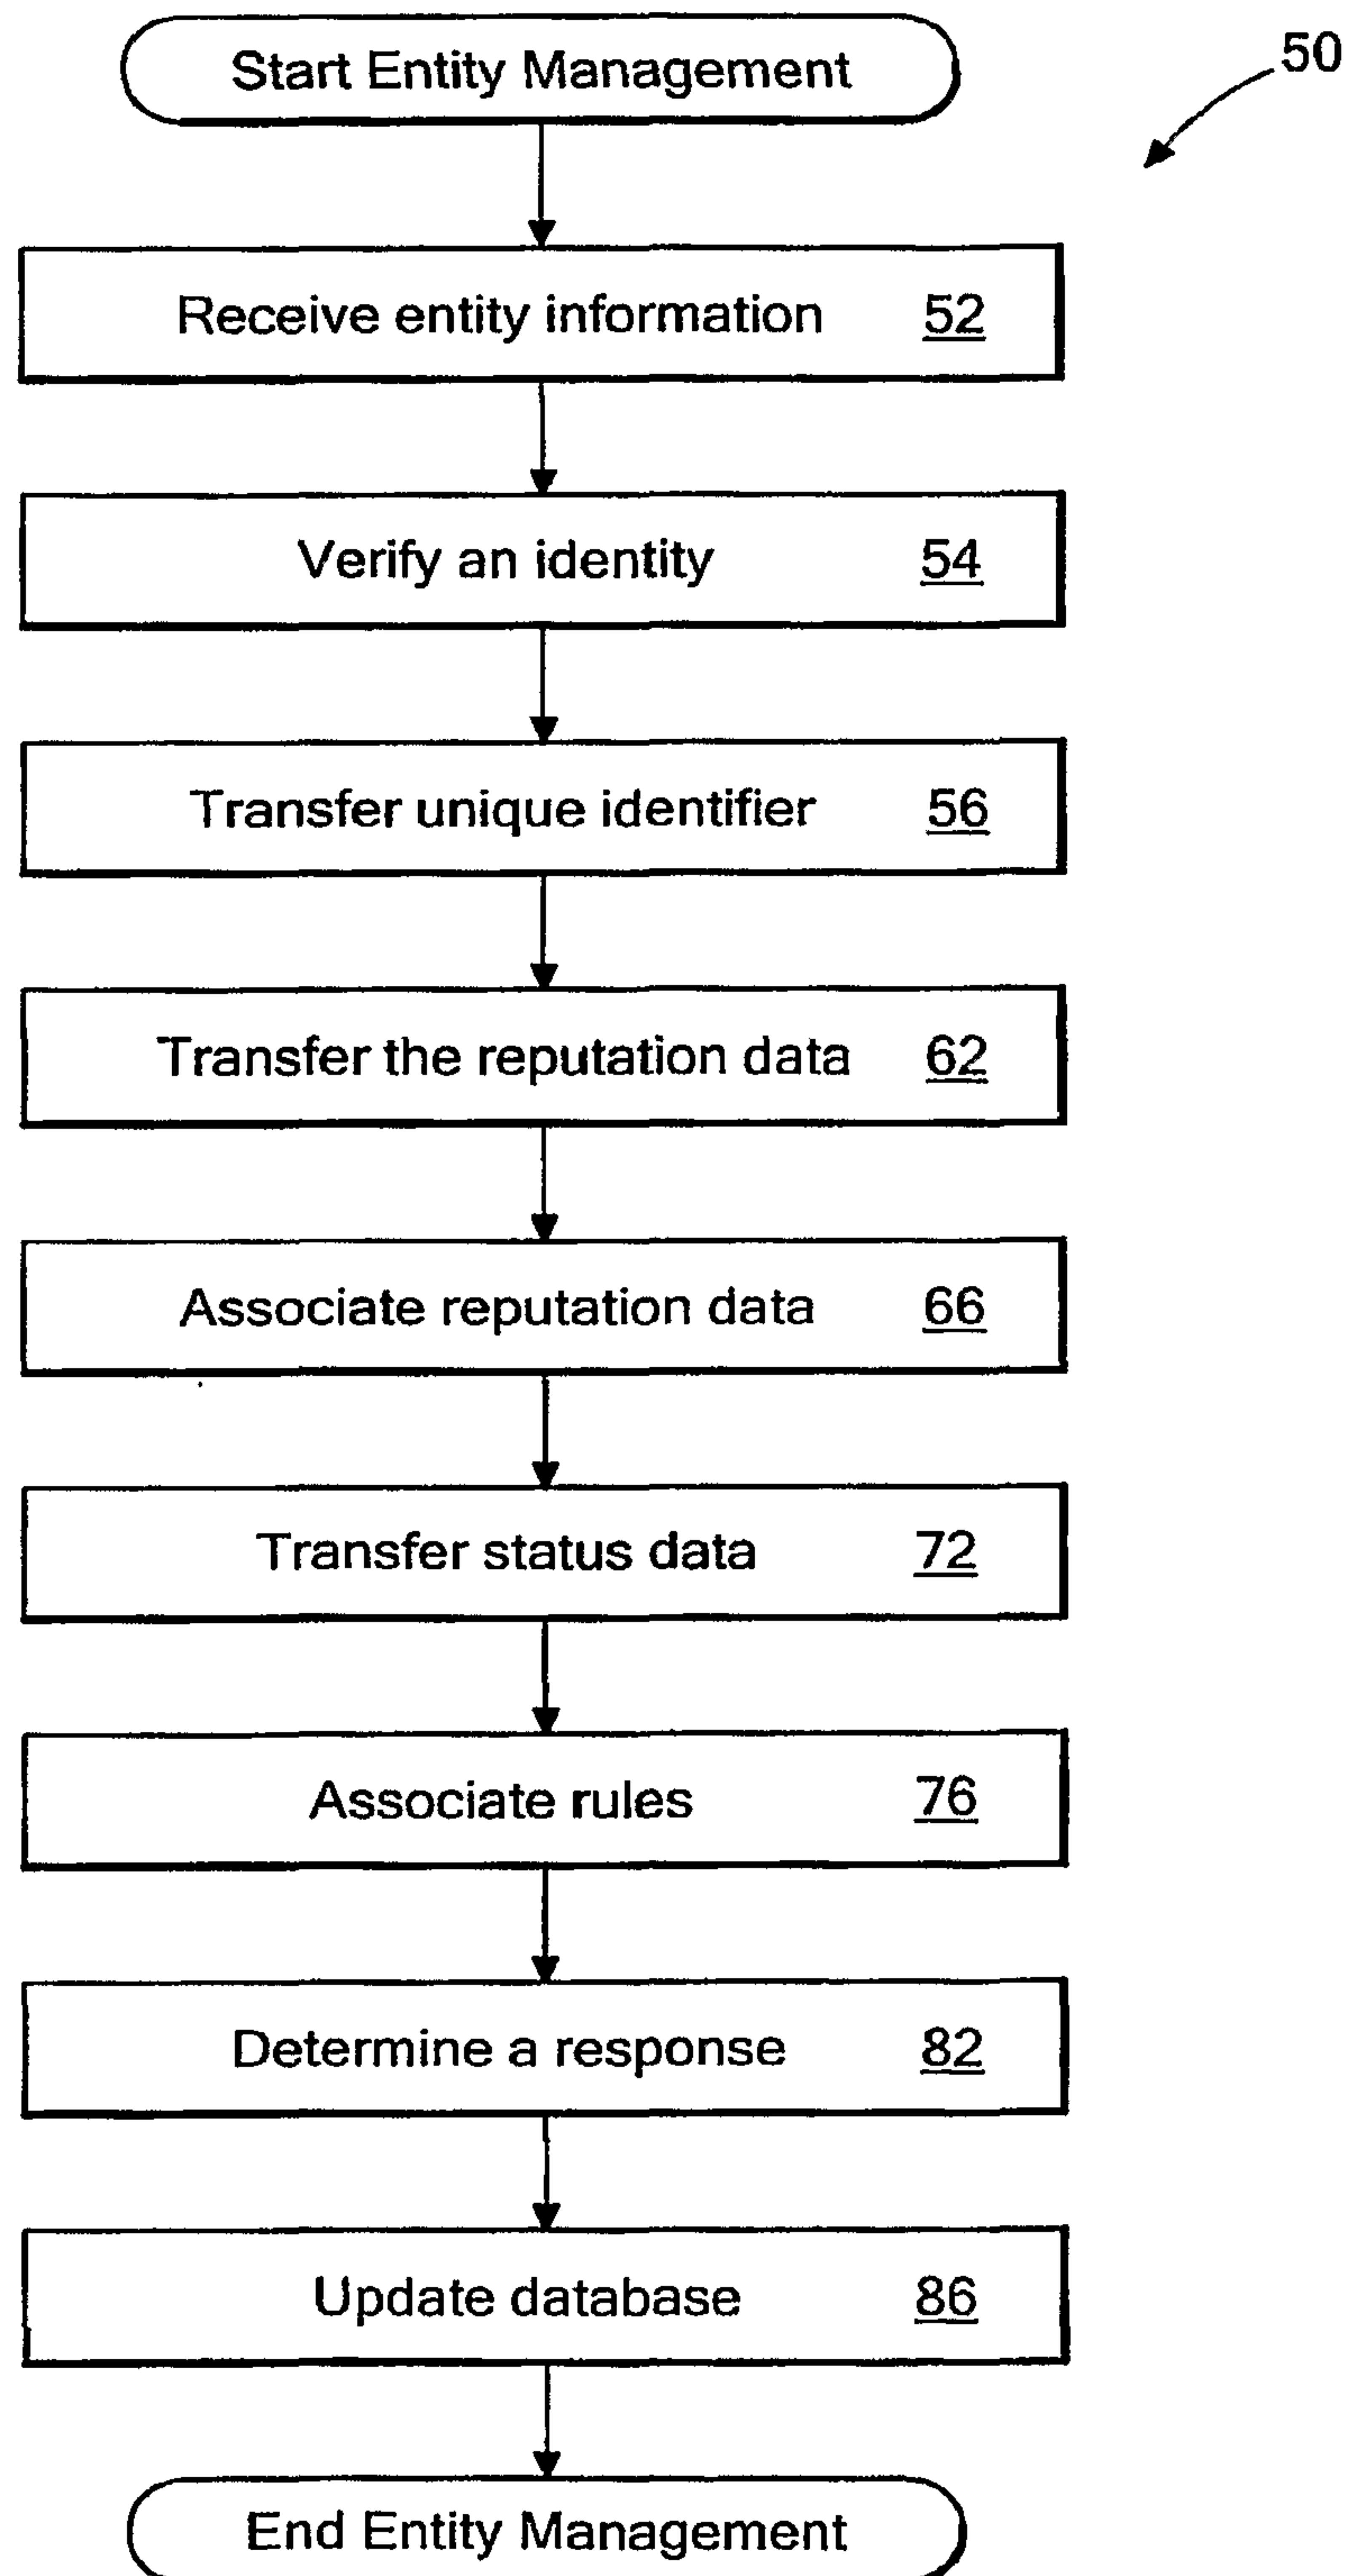 Start Entity Management
50
Receive entity information 52
Verify an identity 54
Transfer unique identifier 56
Transfer the reputation data 62
Associate reputation data 66
Transfer status data 72
Associate rules 76
Determine a response 82
Update database 86
End Entity Management